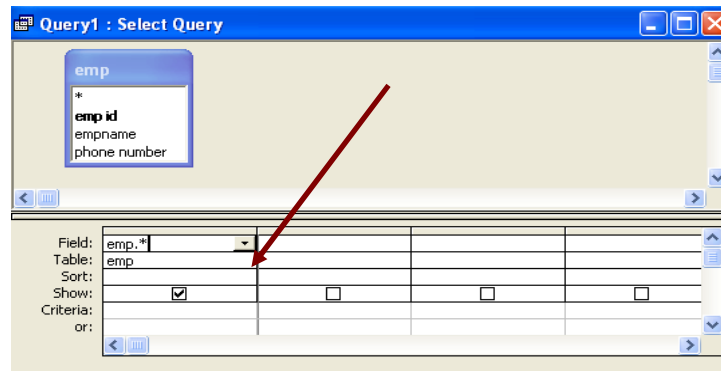 Query1 : Select Query
emp
*
emp id
empname
phone number
Field: emp.*
Table: emp
Sort:
Show:
Criteria:
or: